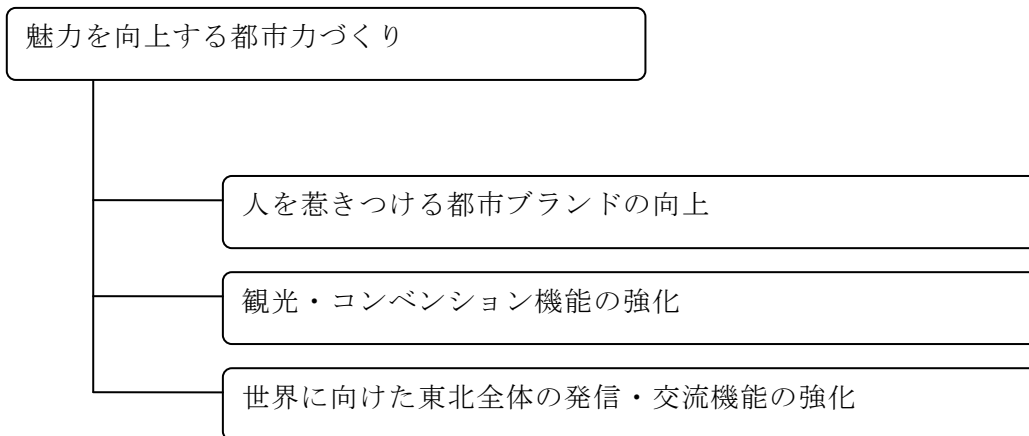 魅力を向上する都市力づくり
人を惹きつける都市ブランドの向上
観光・コンベンション機能の強化
世界に向けた東北全体の発信・交流機能の強化